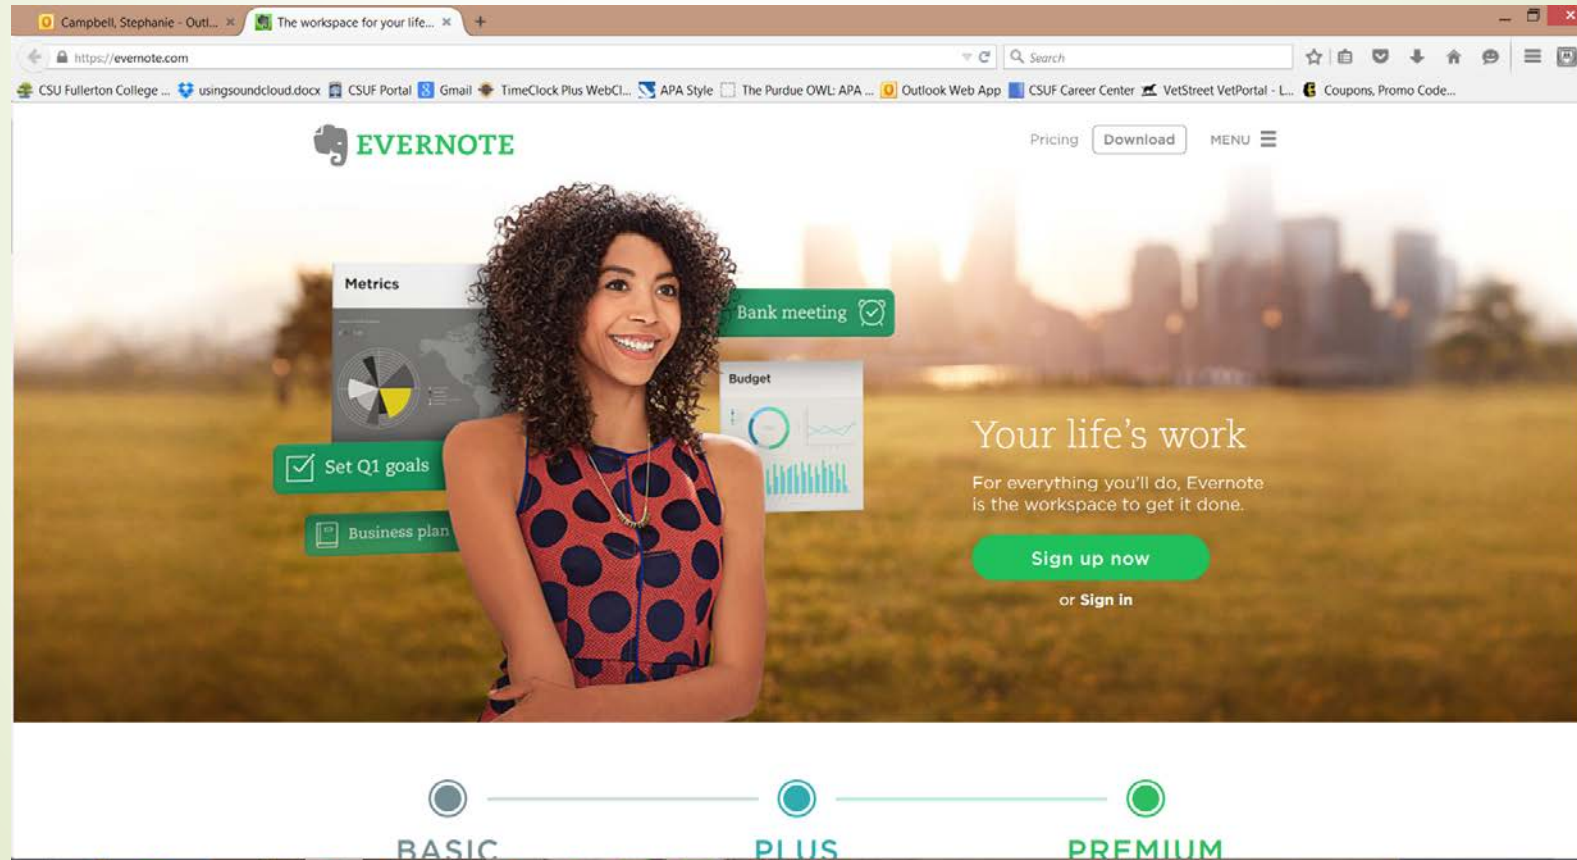 Campbell, Stephanie - Outl...
The workspace for your life...
https://evernote.com
Search
CSU Fullerton College ... usingsoundcloud.docx CSUF Portal Gmail TimeClock Plus WebCl... APA Style The Purdue OWL: APA ... Outlook Web App CSUF Career Center VetStreet VetPortal - L... Coupons, Promo Code...
EVERNOTE
Pricing Download MENU
Metrics
Bank meeting
Budget
Set Q1 goals
Business plan
Your life's work
For everything you'll do, Evernote
is the workspace to get it done.
Sign up now
or Sign in
BASIC PLUS PREMIUM